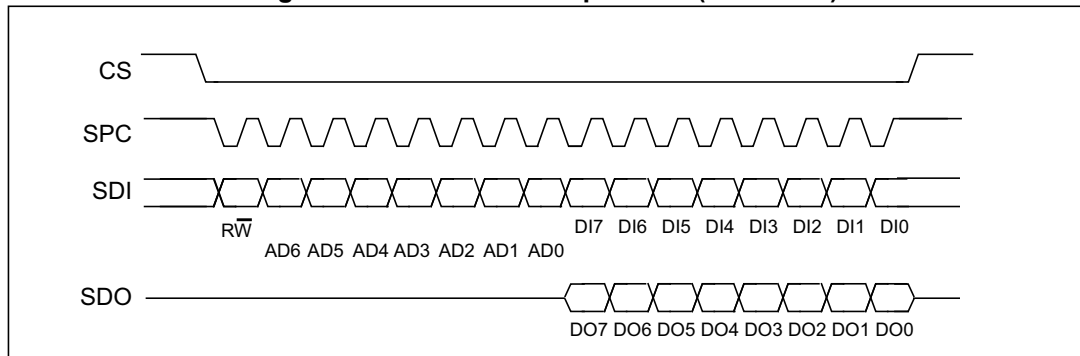 CS
SPC
SDI
RW
DI7 DI6 DI5 DI4 DI3 DI2 DI1 DI0
AD6 AD5 AD4 AD3 AD2 AD1 AD0
SDO
DO7 DO6 DO5 DO4 DO3 DO2 DO1 DO0